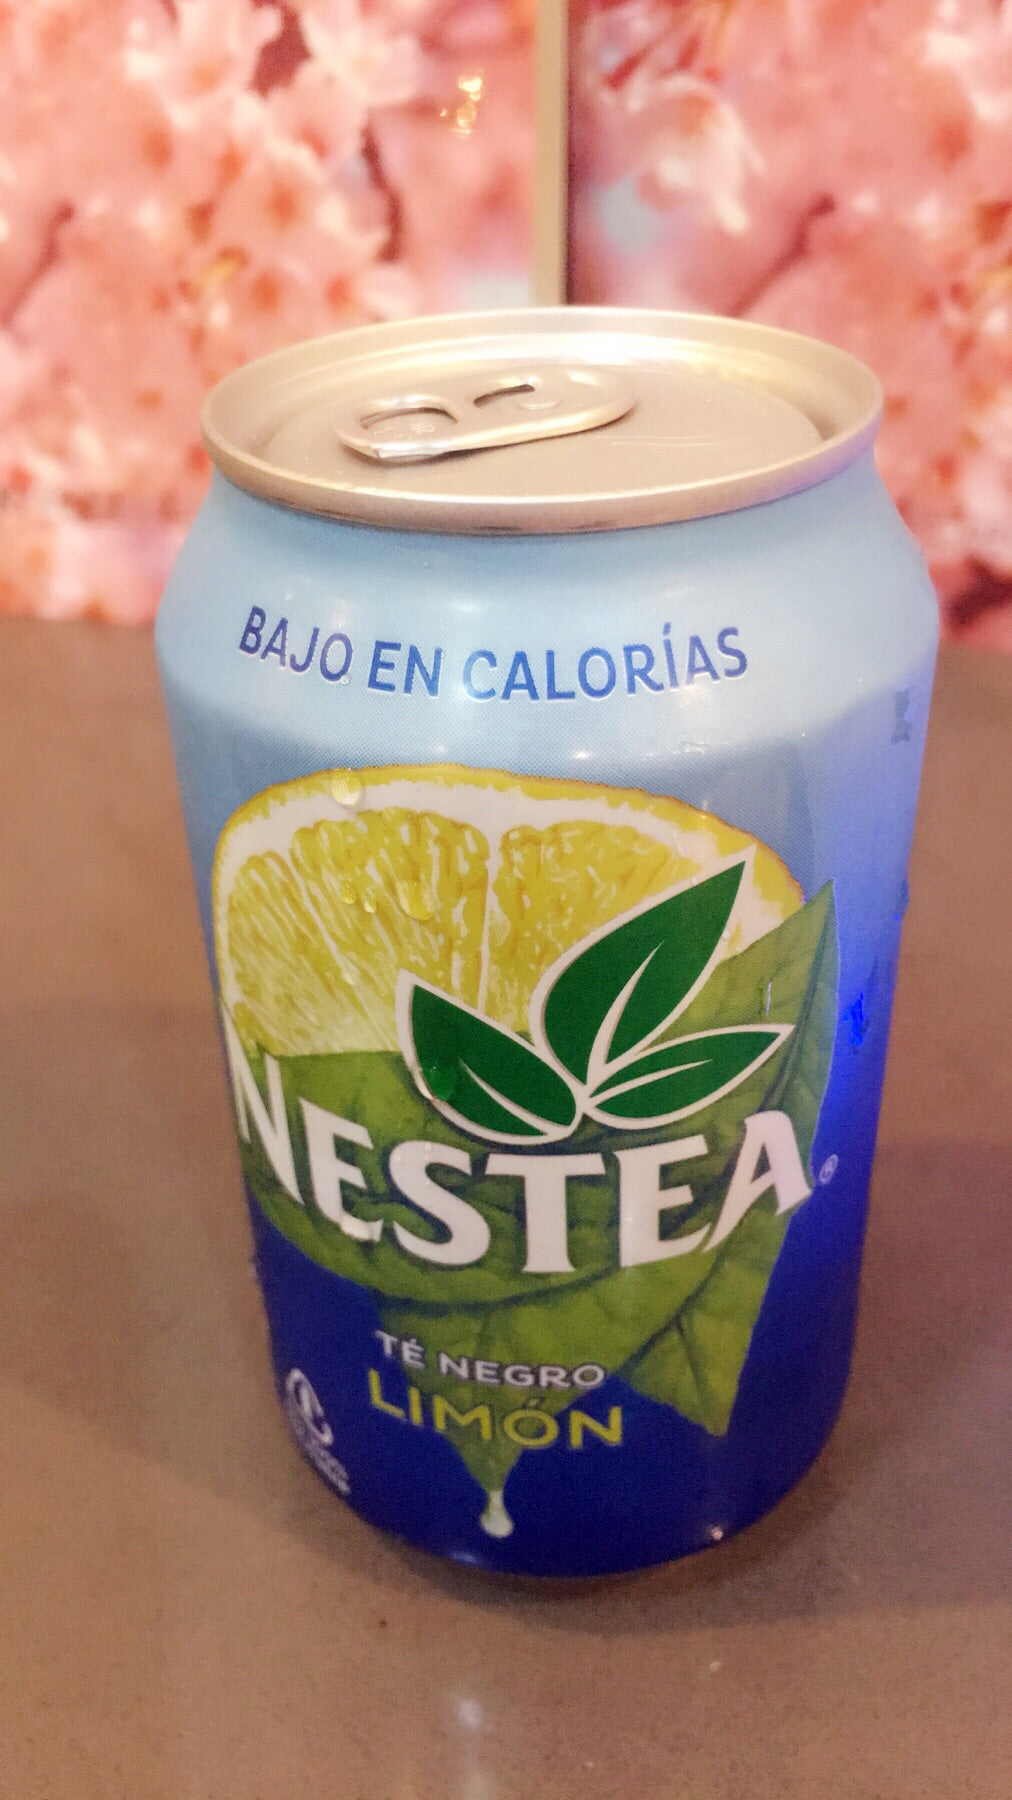 BAJO EN CALORÍAS
NESTEA®
TÉ NEGRO
LIMÓN